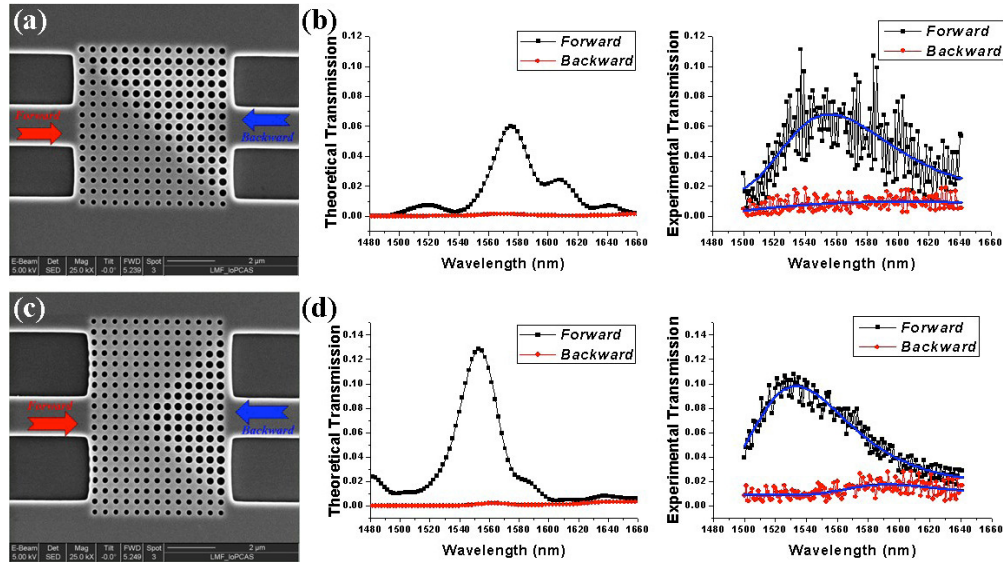 (a)
Forward
Backward
E-Beam Det Mag Tilt FWD Spot
5.00 kV SED 25.0 kX -0.0° 5.239 3 2 µm
LMF_IoPCAS
(b)
Theoretical Transmission
0.12
0.10
0.08
0.06
0.04
0.02
0.00
Forward
Backward
1480 1500 1520 1540 1560 1580 1600 1620 1640 1660
Wavelength (nm)
Experimental Transmission
0.12
0.10
0.08
0.06
0.04
0.02
0.00
Forward
Backward
1480 1500 1520 1540 1560 1580 1600 1620 1640 1660
Wavelength (nm)
(c)
Forward
Backward
E-Beam Det Mag Tilt FWD Spot
5.00 kV SED 25.0 kX -0.0° 5.249 3 2 µm
LMF_IoPCAS
(d)
Theoretical Transmission
0.14
0.12
0.10
0.08
0.06
0.04
0.02
0.00
Forward
Backward
1480 1500 1520 1540 1560 1580 1600 1620 1640 1660
Wavelength (nm)
Experimental Transmission
0.14
0.12
0.10
0.08
0.06
0.04
0.02
0.00
Forward
Backward
1480 1500 1520 1540 1560 1580 1600 1620 1640 1660
Wavelength (nm)